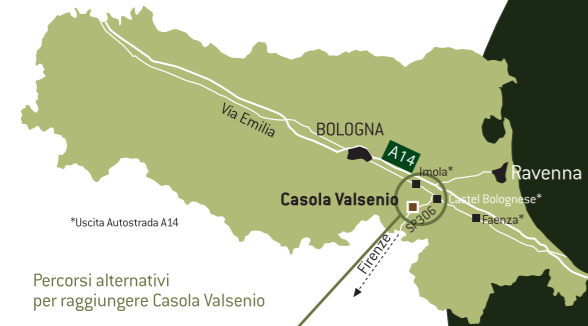 Via Emilia
BOLOGNA
A14
Imola*
Ravenna
Casola Valsenio
Castel Bolognese*
SP306
Faenza*
*Uscita Autostrada A14
Firenze
Percorsi alternativi
per raggiungere Casola Valsenio